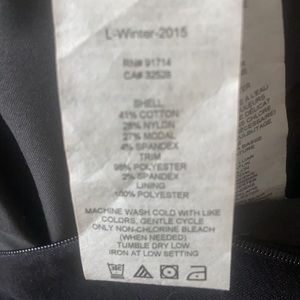 L-Winter-2015
RN# 91714
CA# 32528
SHELL
41% COTTON
28% NYLON
27% MODAL
4% SPANDEX
TRIM
98% POLYESTER
2% SPANDEX
LINING
100% POLYESTER
MACHINE WASH COLD WITH LIKE
COLORS, GENTLE CYCLE
ONLY NON-CHLORINE BLEACH
(WHEN NEEDED)
TUMBLE DRY LOW
IRON AT LOW SETTING